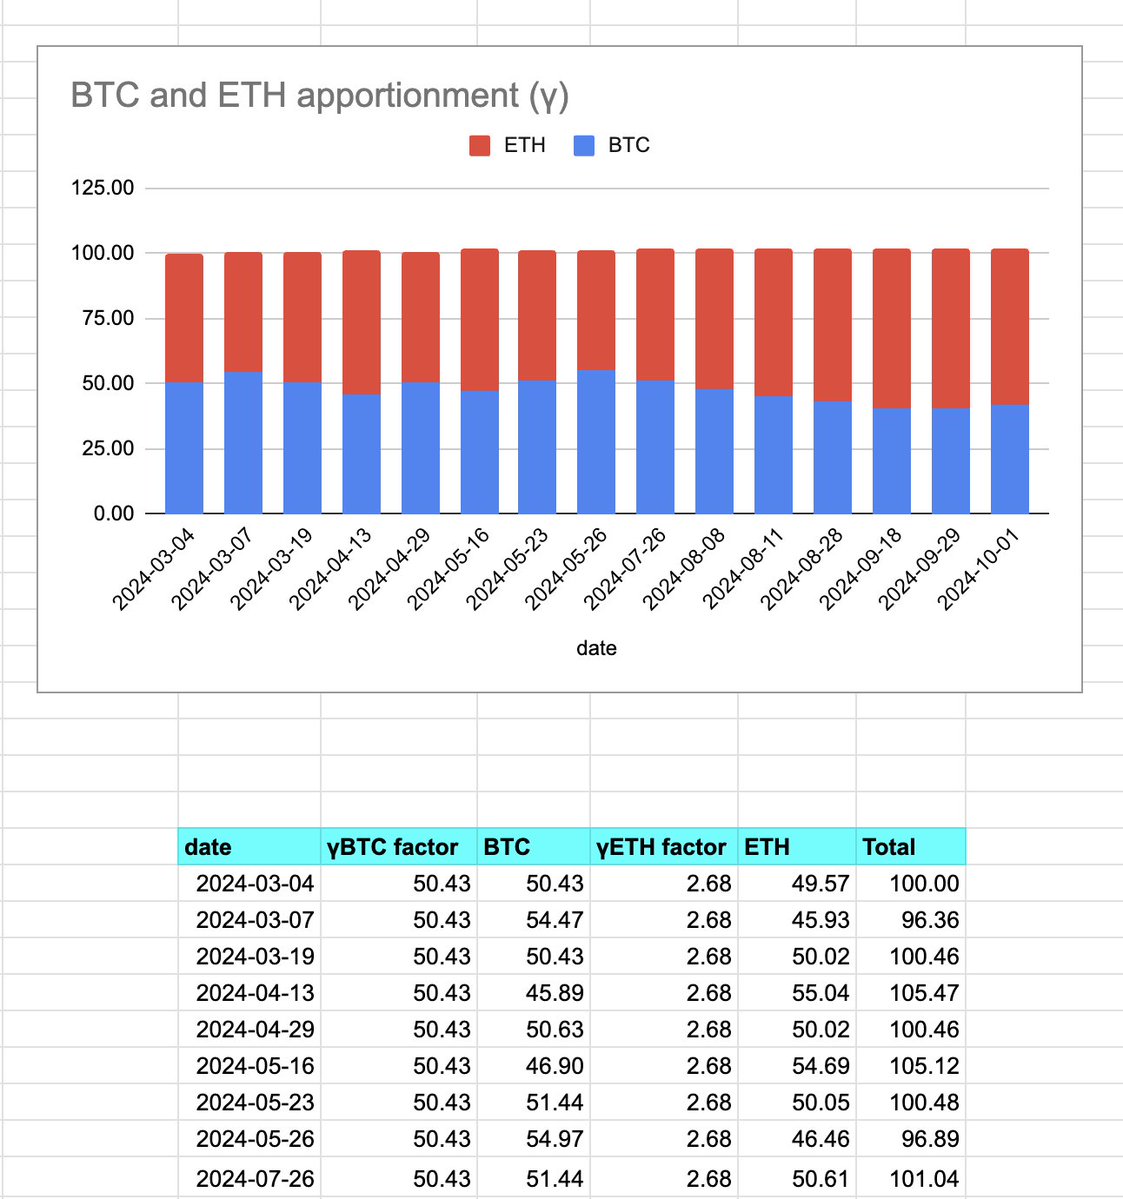 BTC and ETH apportionment (γ)
ETH BTC
125.00
100.00
75.00
50.00
25.00
0.00
2024-03-04 2024-03-07 2024-03-19 2024-04-13 2024-04-29 2024-05-16 2024-05-23 2024-05-26 2024-07-26 2024-08-08 2024-08-11 2024-08-28 2024-09-18 2024-09-29 2024-10-01
date
date γBTC factor BTC γETH factor ETH Total
2024-03-04 50.43 50.43 2.68 49.57 100.00
2024-03-07 50.43 54.47 2.68 45.93 96.36
2024-03-19 50.43 50.43 2.68 50.02 100.46
2024-04-13 50.43 45.89 2.68 55.04 105.47
2024-04-29 50.43 50.63 2.68 50.02 100.46
2024-05-16 50.43 46.90 2.68 54.69 105.12
2024-05-23 50.43 51.44 2.68 50.05 100.48
2024-05-26 50.43 54.97 2.68 46.46 96.89
2024-07-26 50.43 51.44 2.68 50.61 101.04